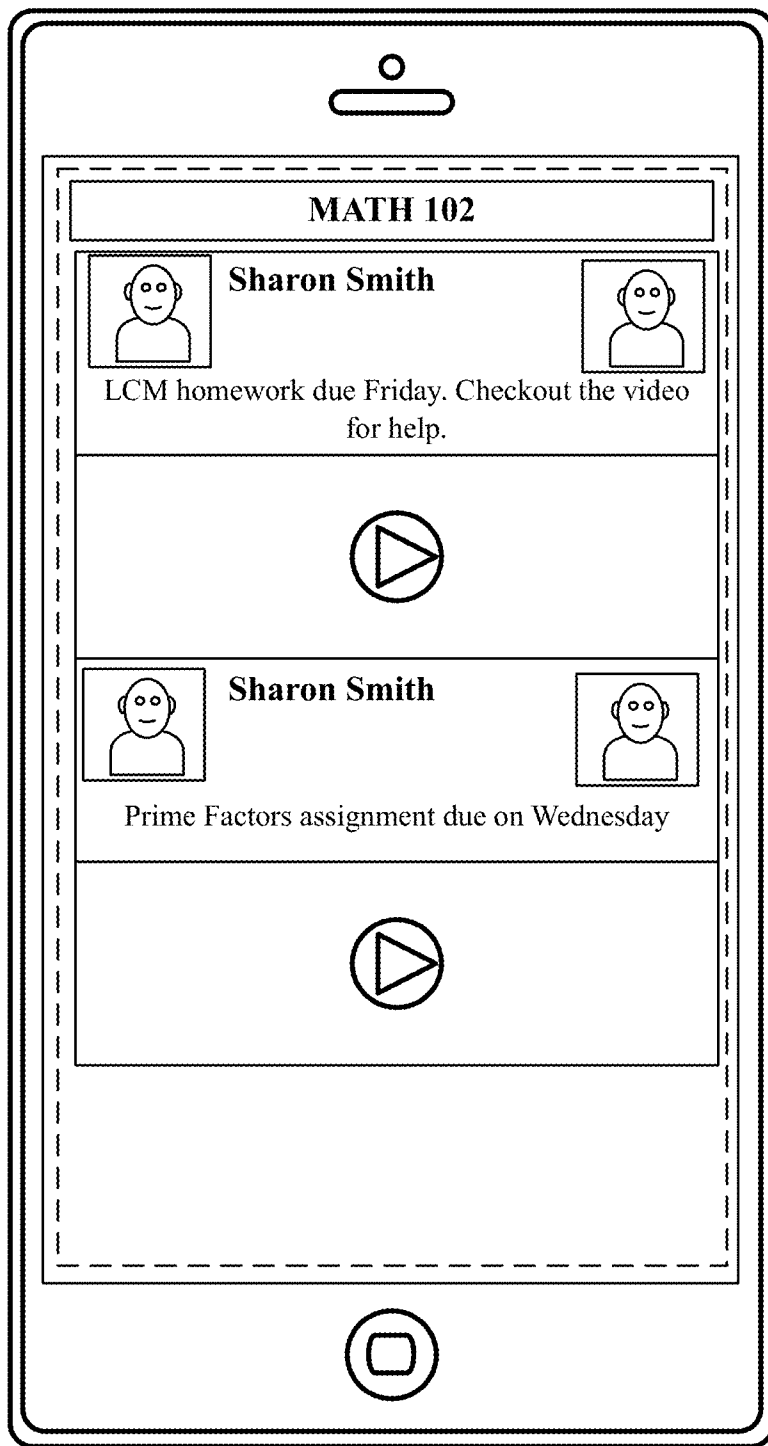 MATH 102
Sharon Smith
LCM homework due Friday. Checkout the video
for help.
Sharon Smith
Prime Factors assignment due on Wednesday